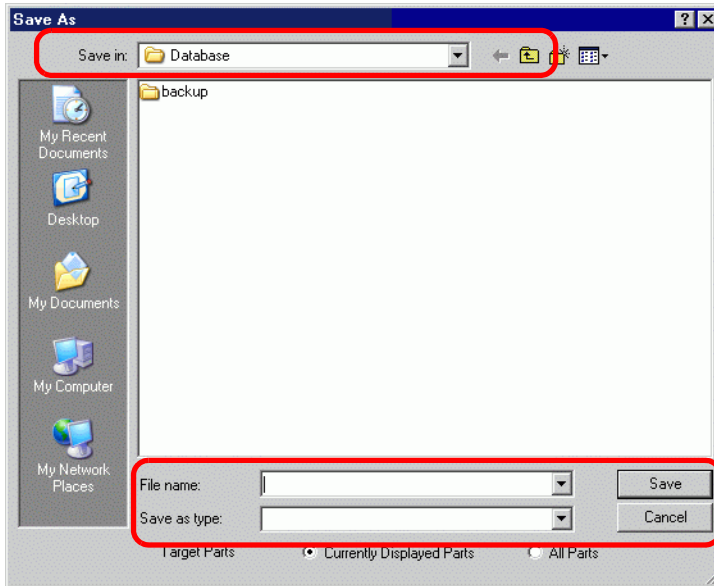 Save As
Save in: Database
backup
My Recent
Documents
Desktop
My Documents
My Computer
My Network
Places
File name:
Save
Save as type:
Cancel
Target Parts Currently Displayed Parts All Parts